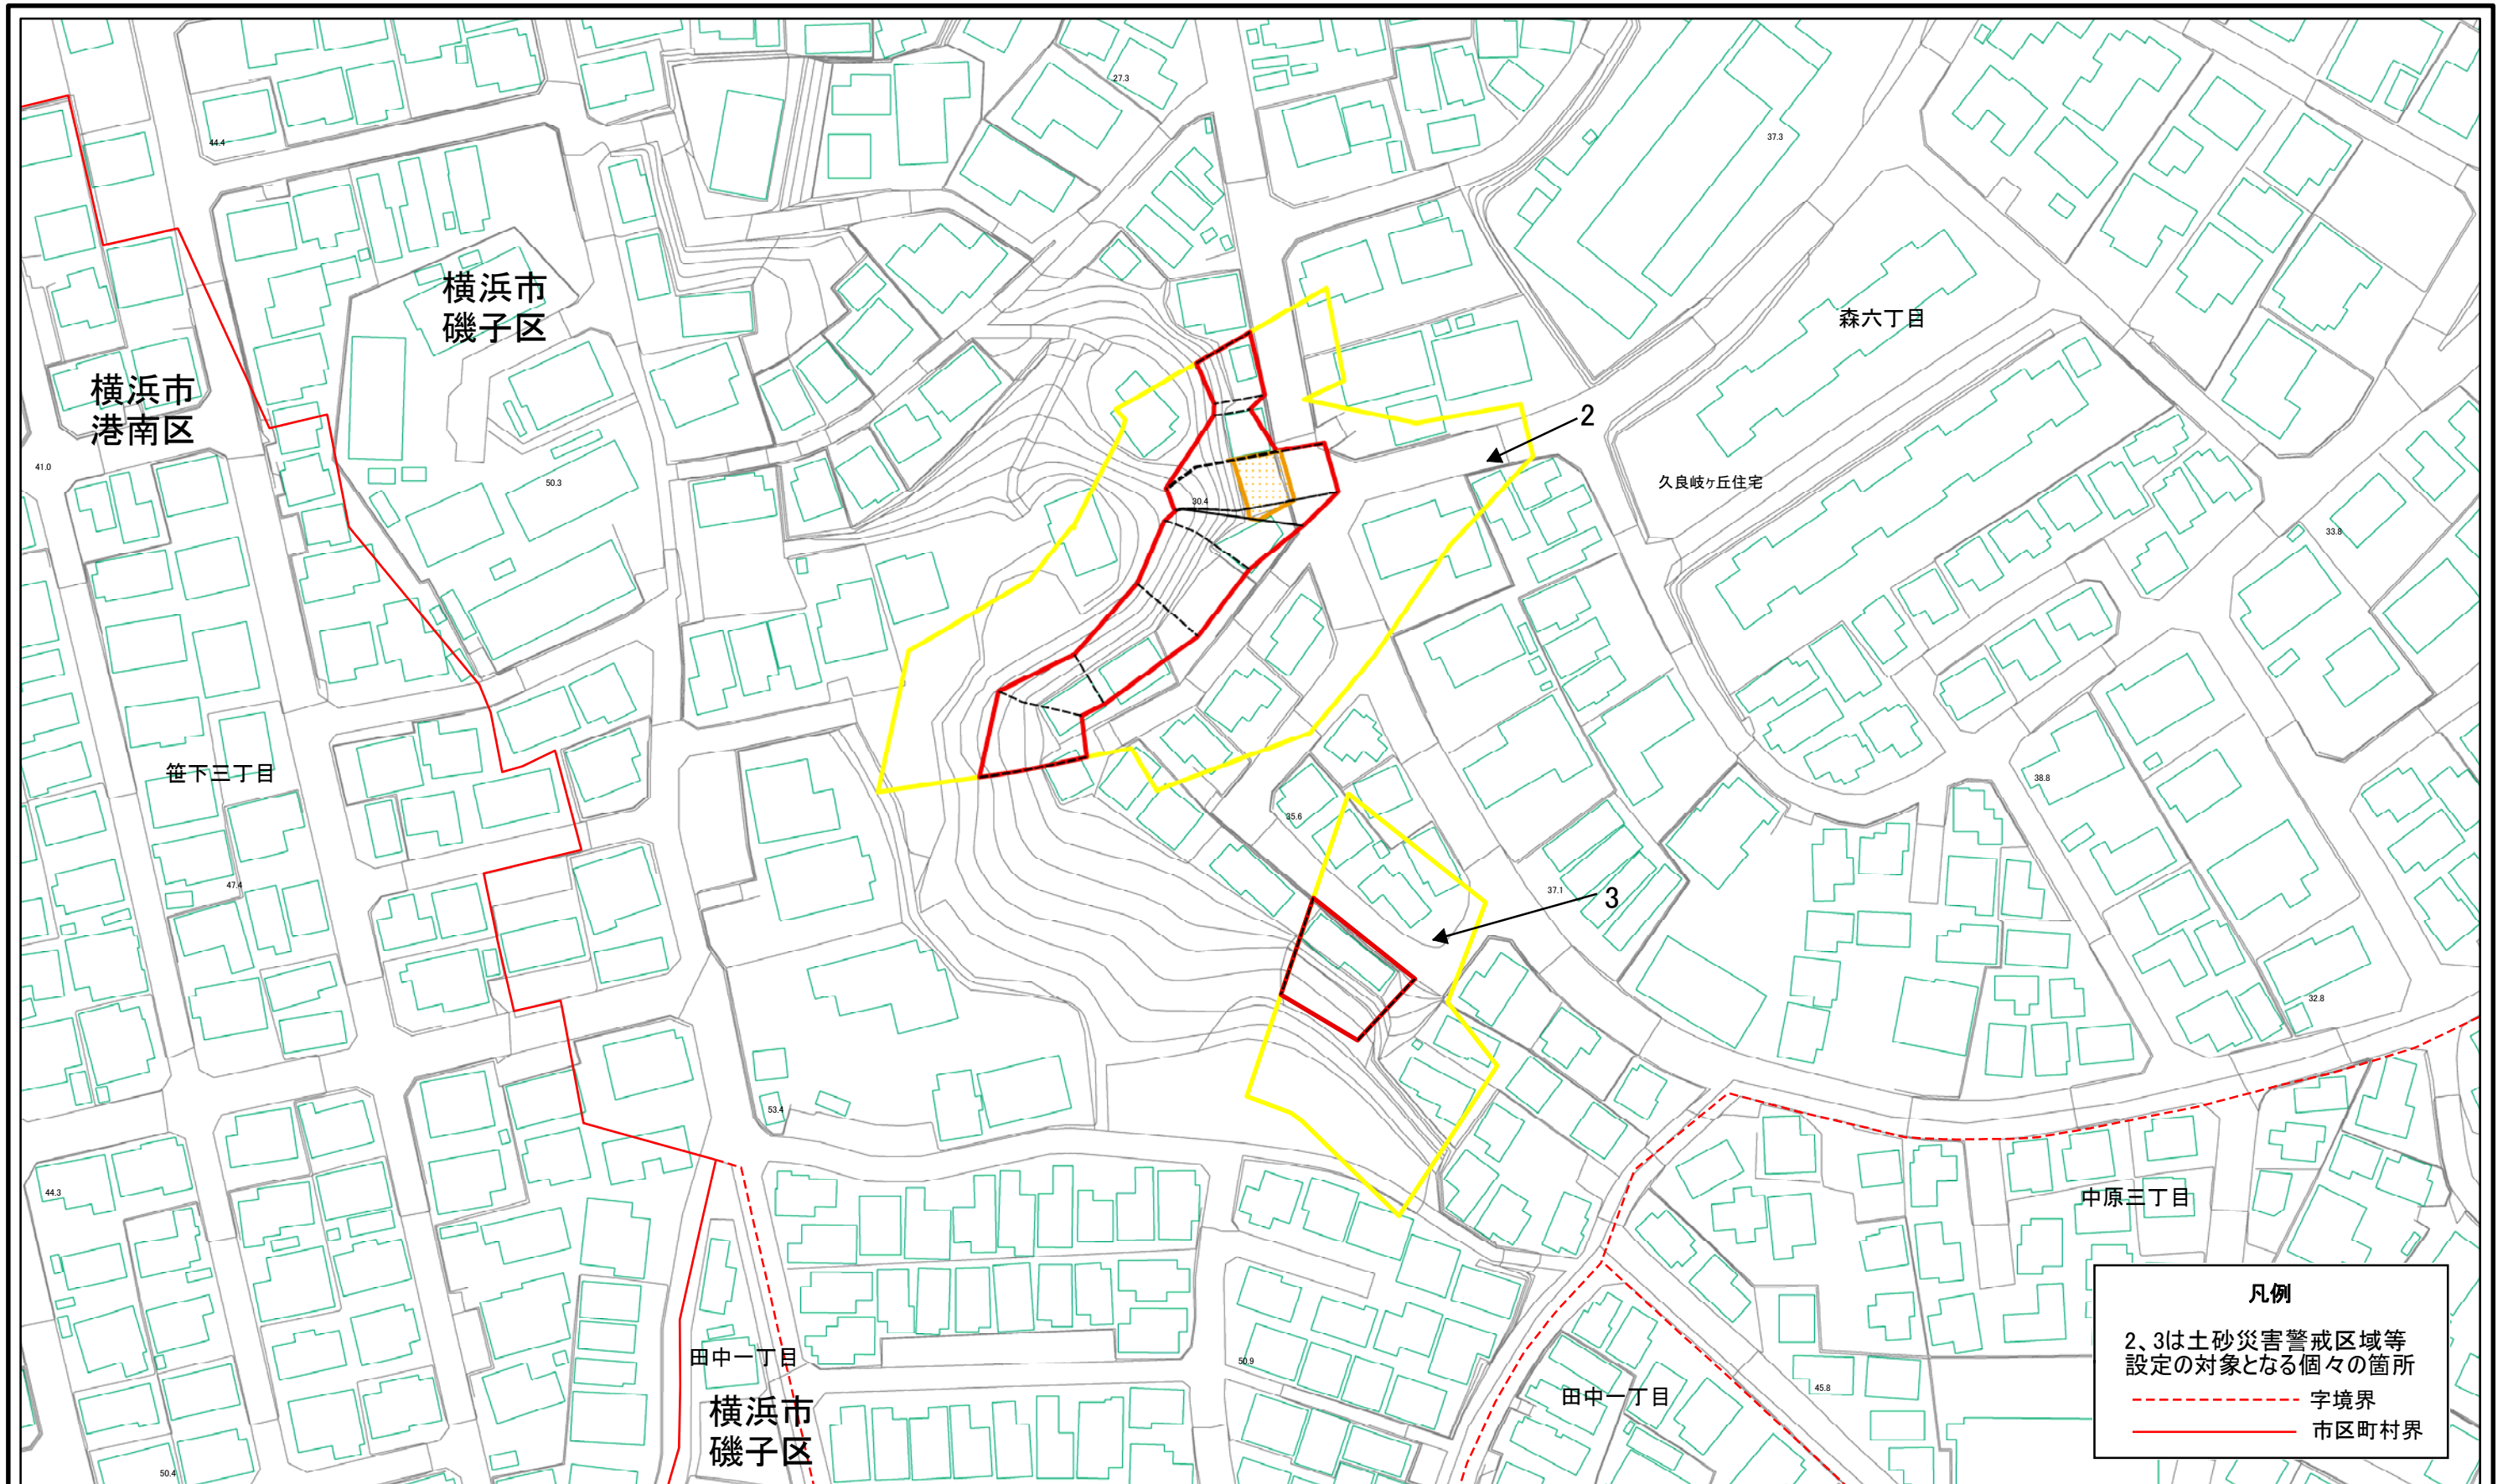 27.3
37.3
44.4
横浜市
磯子区
森六丁目
横浜市
港南区
2
41.0
50.3
久良岐ヶ丘住宅
30.4
33.8
笹下三丁目
38.8
35.6
47.4
37.1
3
32.8
53.4
44.3
中原三丁目
凡例
2、3は土砂災害警戒区域等
設定の対象となる個々の箇所
字境界
市区町村界
田中一丁目
50.9
45.8
田中一丁目
横浜市
磯子区
50.4